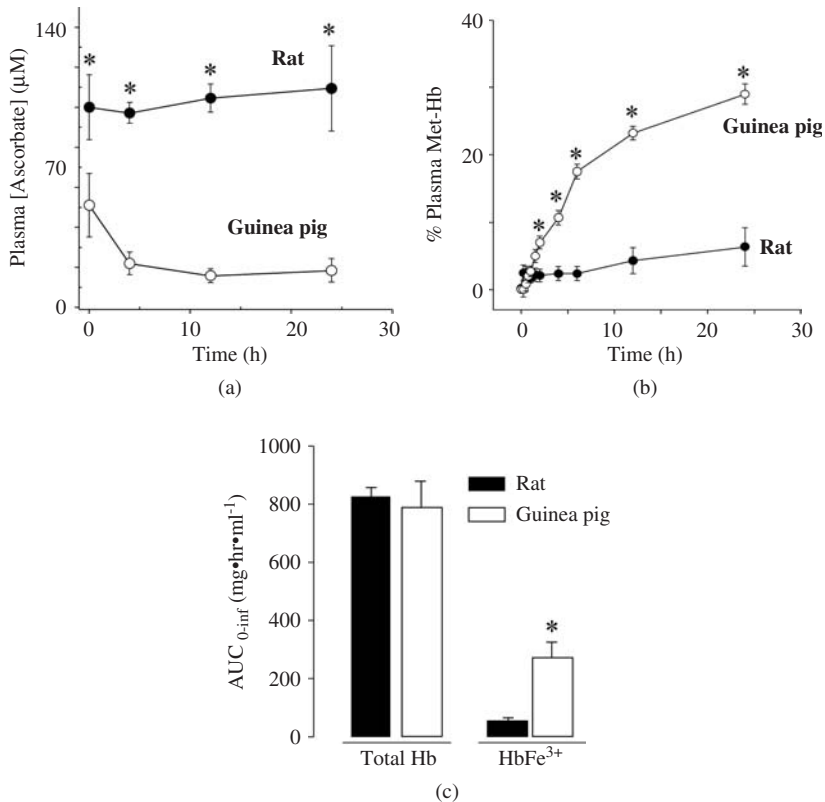 140
70
0
Plasma [Ascorbate] (μM)
* * * *
Rat
Guinea pig
0 10 20 30
Time (h)
(a)
40
20
0
% Plasma Met-Hb
* * * * *
Guinea pig
Rat
0 10 20 30
Time (h)
(b)
1000
800
600
400
200
0
AUC 0-inf (mg•hr•ml-1)
Rat
Guinea pig
*
Total Hb HbFe3+
(c)